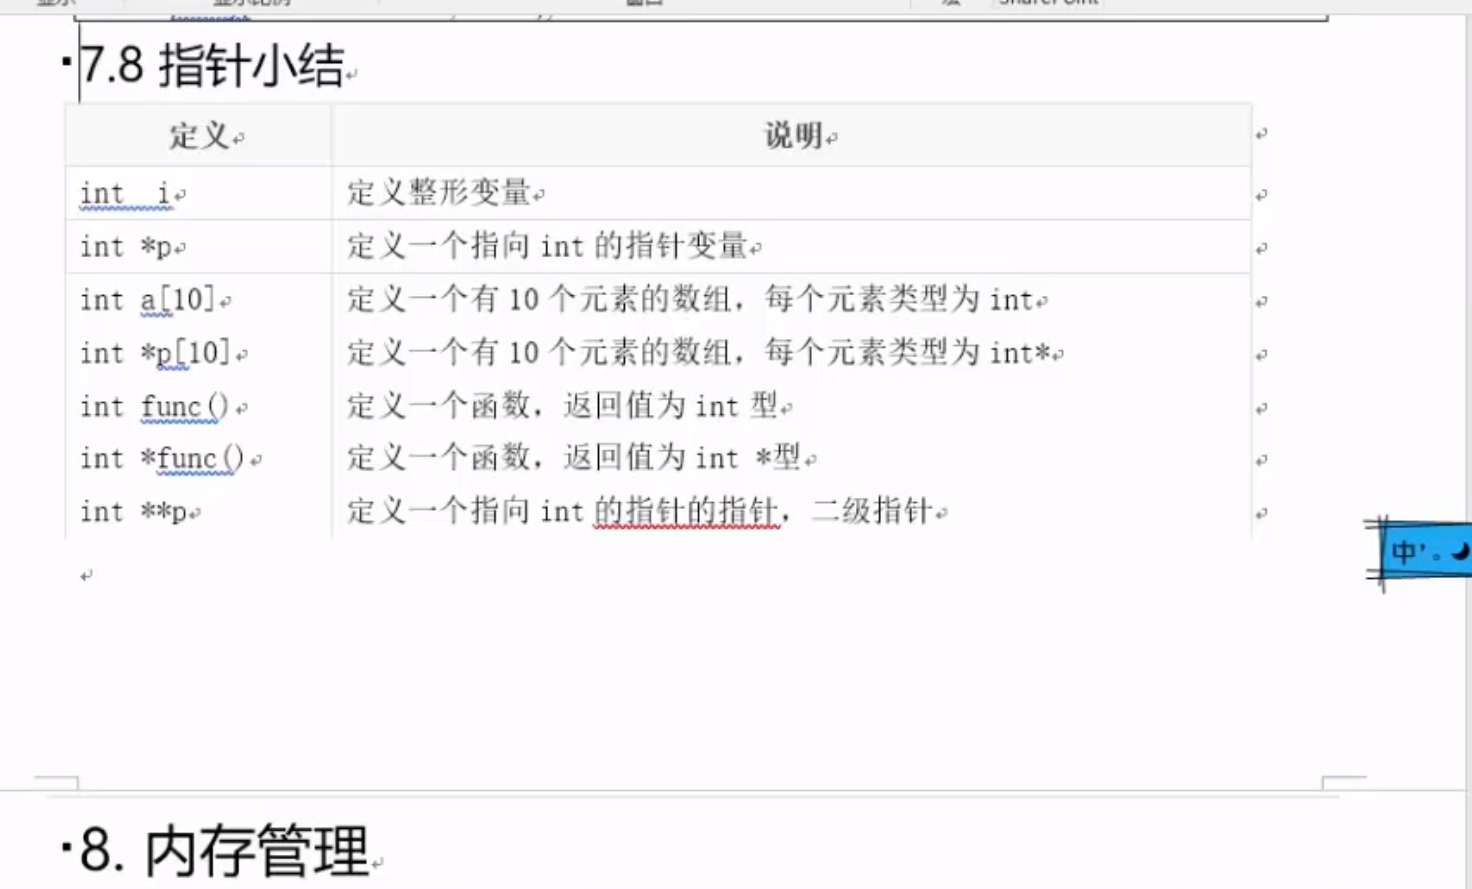 7.8 指针小结
定义 说明
int  i 定义整形变量
int *p 定义一个指向 int 的指针变量
int a[10] 定义一个有 10 个元素的数组，每个元素类型为 int
int *p[10] 定义一个有 10 个元素的数组，每个元素类型为 int*
int func() 定义一个函数，返回值为 int 型
int *func() 定义一个函数，返回值为 int *型
int **p 定义一个指向 int 的指针的指针，二级指针
中
8. 内存管理